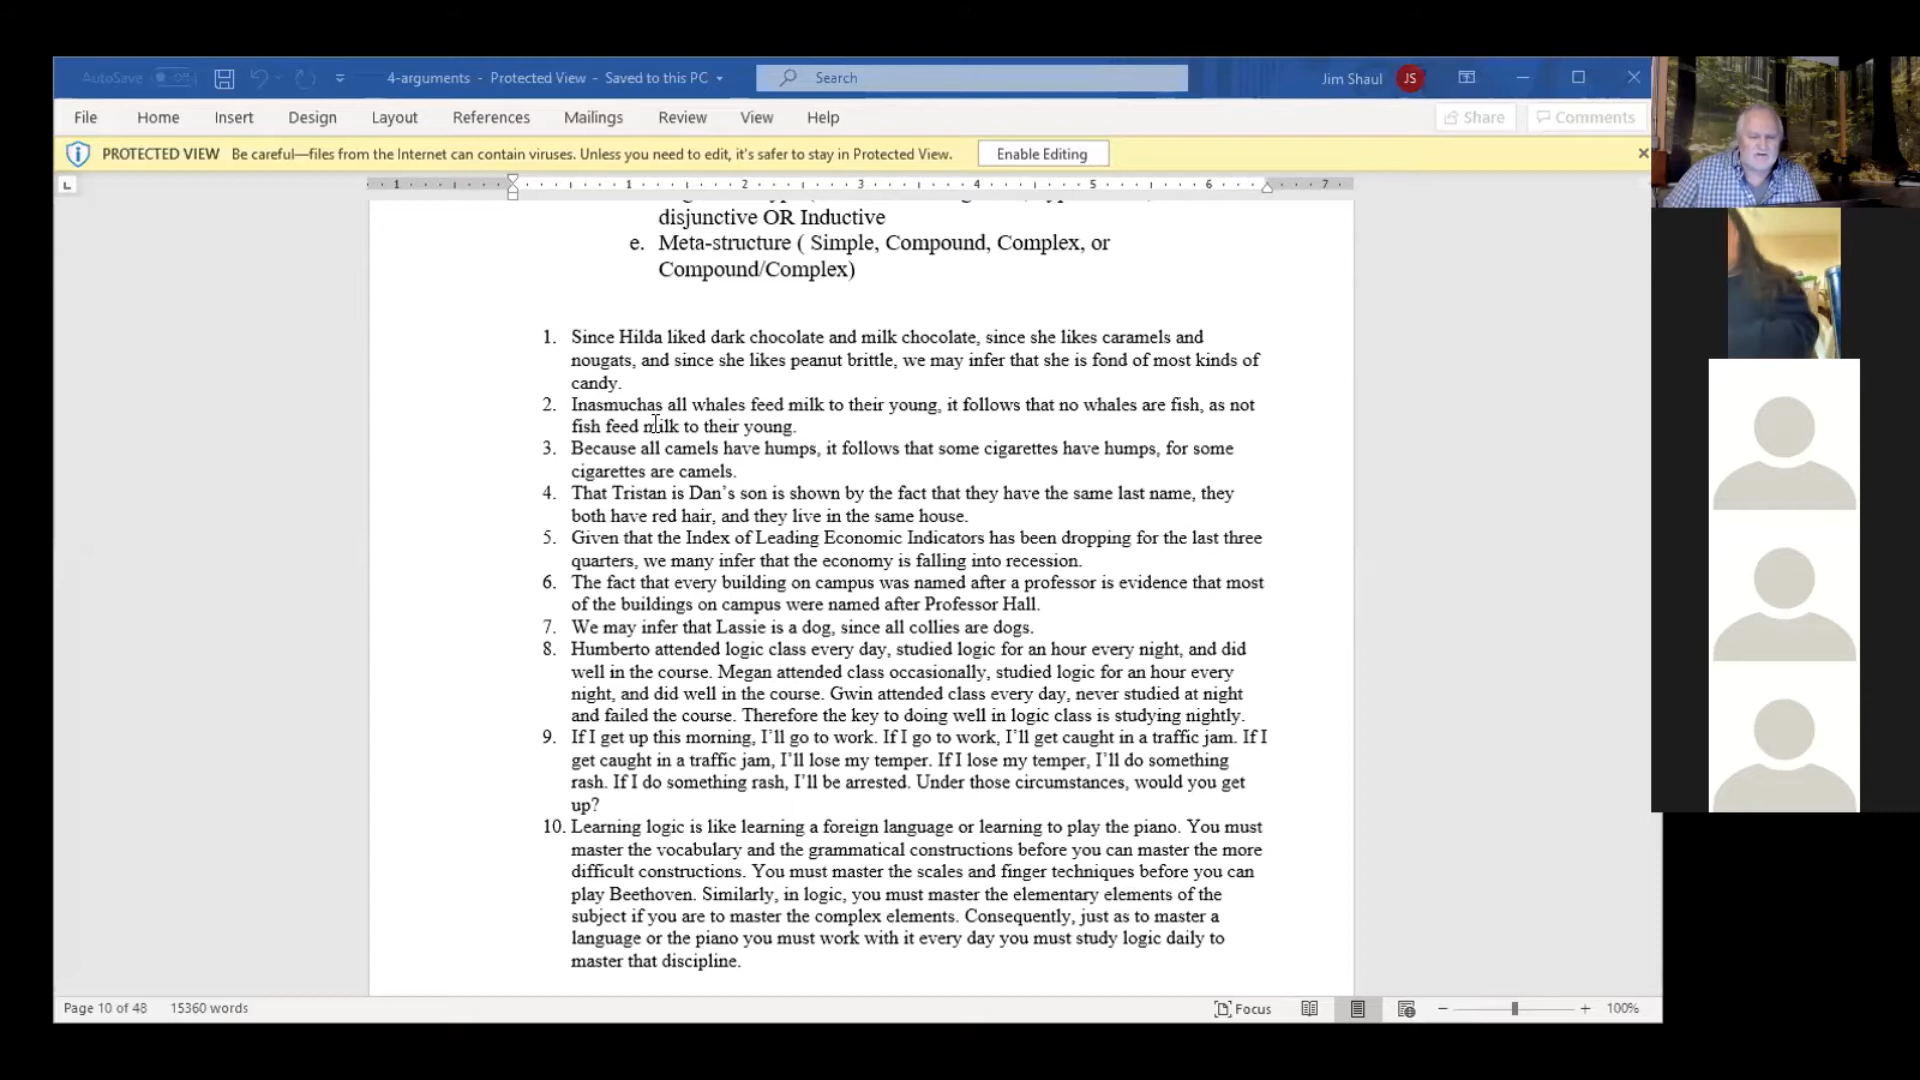 AutoSave Off 4-arguments - Protected View - Saved to this PC Search Jim Shaul JS
File Home Insert Design Layout References Mailings Review View Help Share Comments
PROTECTED VIEW Be careful—files from the Internet can contain viruses. Unless you need to edit, it's safer to stay in Protected View. Enable Editing
1 1 2 3 4 5 6 7
disjunctive OR Inductive
e. Meta-structure ( Simple, Compound, Complex, or
Compound/Complex)
1. Since Hilda liked dark chocolate and milk chocolate, since she likes caramels and
nougats, and since she likes peanut brittle, we may infer that she is fond of most kinds of
candy.
2. Inasmuchas all whales feed milk to their young, it follows that no whales are fish, as not
fish feed milk to their young.
3. Because all camels have humps, it follows that some cigarettes have humps, for some
cigarettes are camels.
4. That Tristan is Dan's son is shown by the fact that they have the same last name, they
both have red hair, and they live in the same house.
5. Given that the Index of Leading Economic Indicators has been dropping for the last three
quarters, we many infer that the economy is falling into recession.
6. The fact that every building on campus was named after a professor is evidence that most
of the buildings on campus were named after Professor Hall.
7. We may infer that Lassie is a dog, since all collies are dogs.
8. Humberto attended logic class every day, studied logic for an hour every night, and did
well in the course. Megan attended class occasionally, studied logic for an hour every
night, and did well in the course. Gwin attended class every day, never studied at night
and failed the course. Therefore the key to doing well in logic class is studying nightly.
9. If I get up this morning, I'll go to work. If I go to work, I'll get caught in a traffic jam. If I
get caught in a traffic jam, I'll lose my temper. If I lose my temper, I'll do something
rash. If I do something rash, I'll be arrested. Under those circumstances, would you get
up?
10. Learning logic is like learning a foreign language or learning to play the piano. You must
master the vocabulary and the grammatical constructions before you can master the more
difficult constructions. You must master the scales and finger techniques before you can
play Beethoven. Similarly, in logic, you must master the elementary elements of the
subject if you are to master the complex elements. Consequently, just as to master a
language or the piano you must work with it every day you must study logic daily to
master that discipline.
Page 10 of 48 15360 words Focus 100%